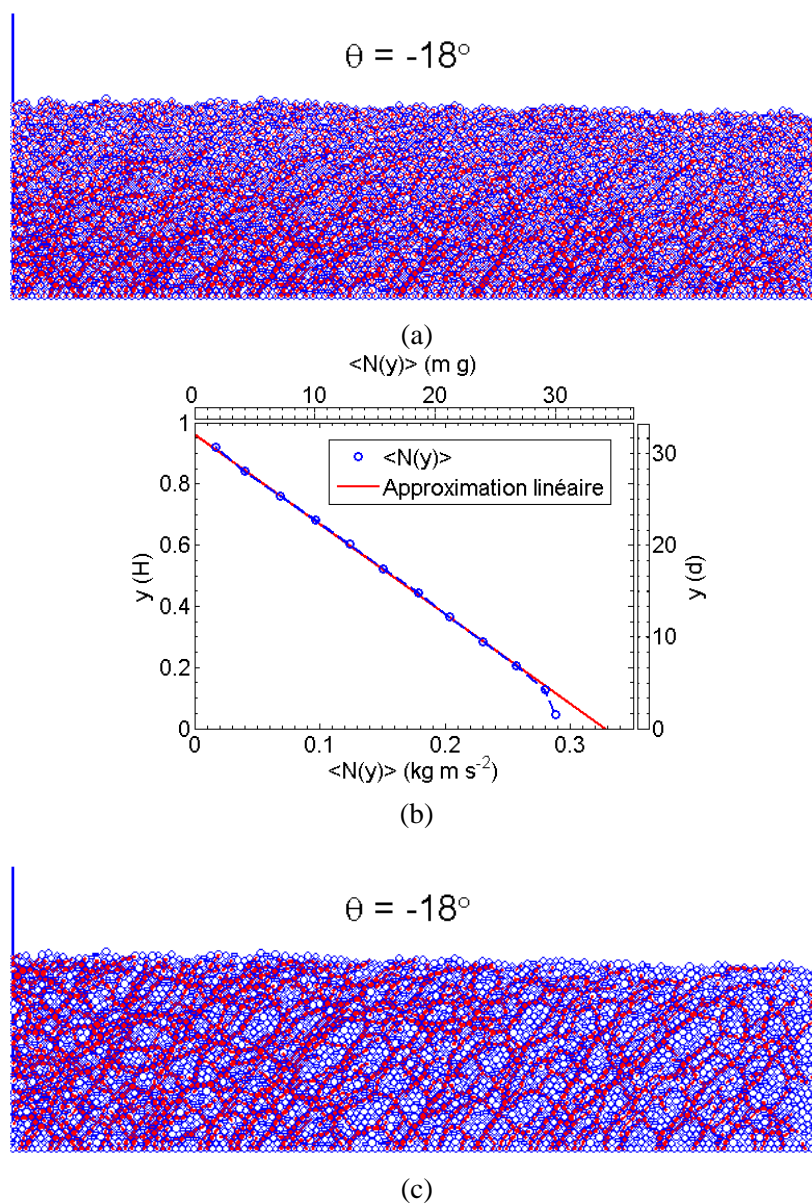 θ = -18°
(a)
<N(y)> (m g)
0 10 20 30
1
0.8
0.6
0.4
0.2
0
y (H)
<N(y)>
Approximation linéaire
30
20
10
0
y (d)
0 0.1 0.2 0.3
<N(y)> (kg m s⁻²)
(b)
θ = -18°
(c)